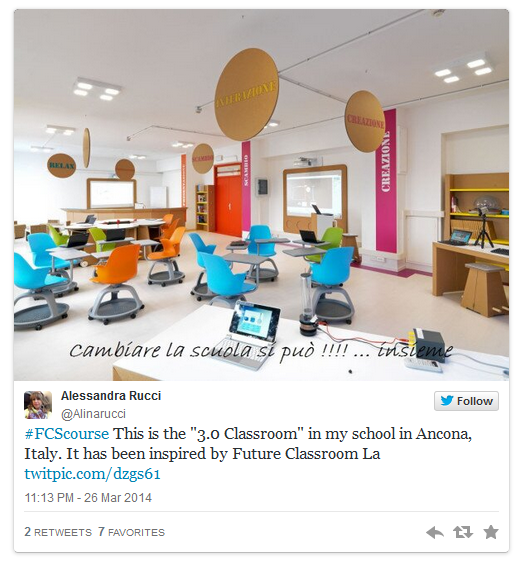 INTERAZIONE
CREAZIONE
RELAX
SCAMBIO
SCAMBIO
CREAZIONE
Cambiare la scuola si può !!!! ... insieme
Alessandra Rucci
@Alinarucci
Follow
#FCScourse This is the "3.0 Classroom" in my school in Ancona,
Italy. It has been inspired by Future Classroom La
twitpic.com/dzgs61
11:13 PM - 26 Mar 2014
2 RETWEETS 7 FAVORITES